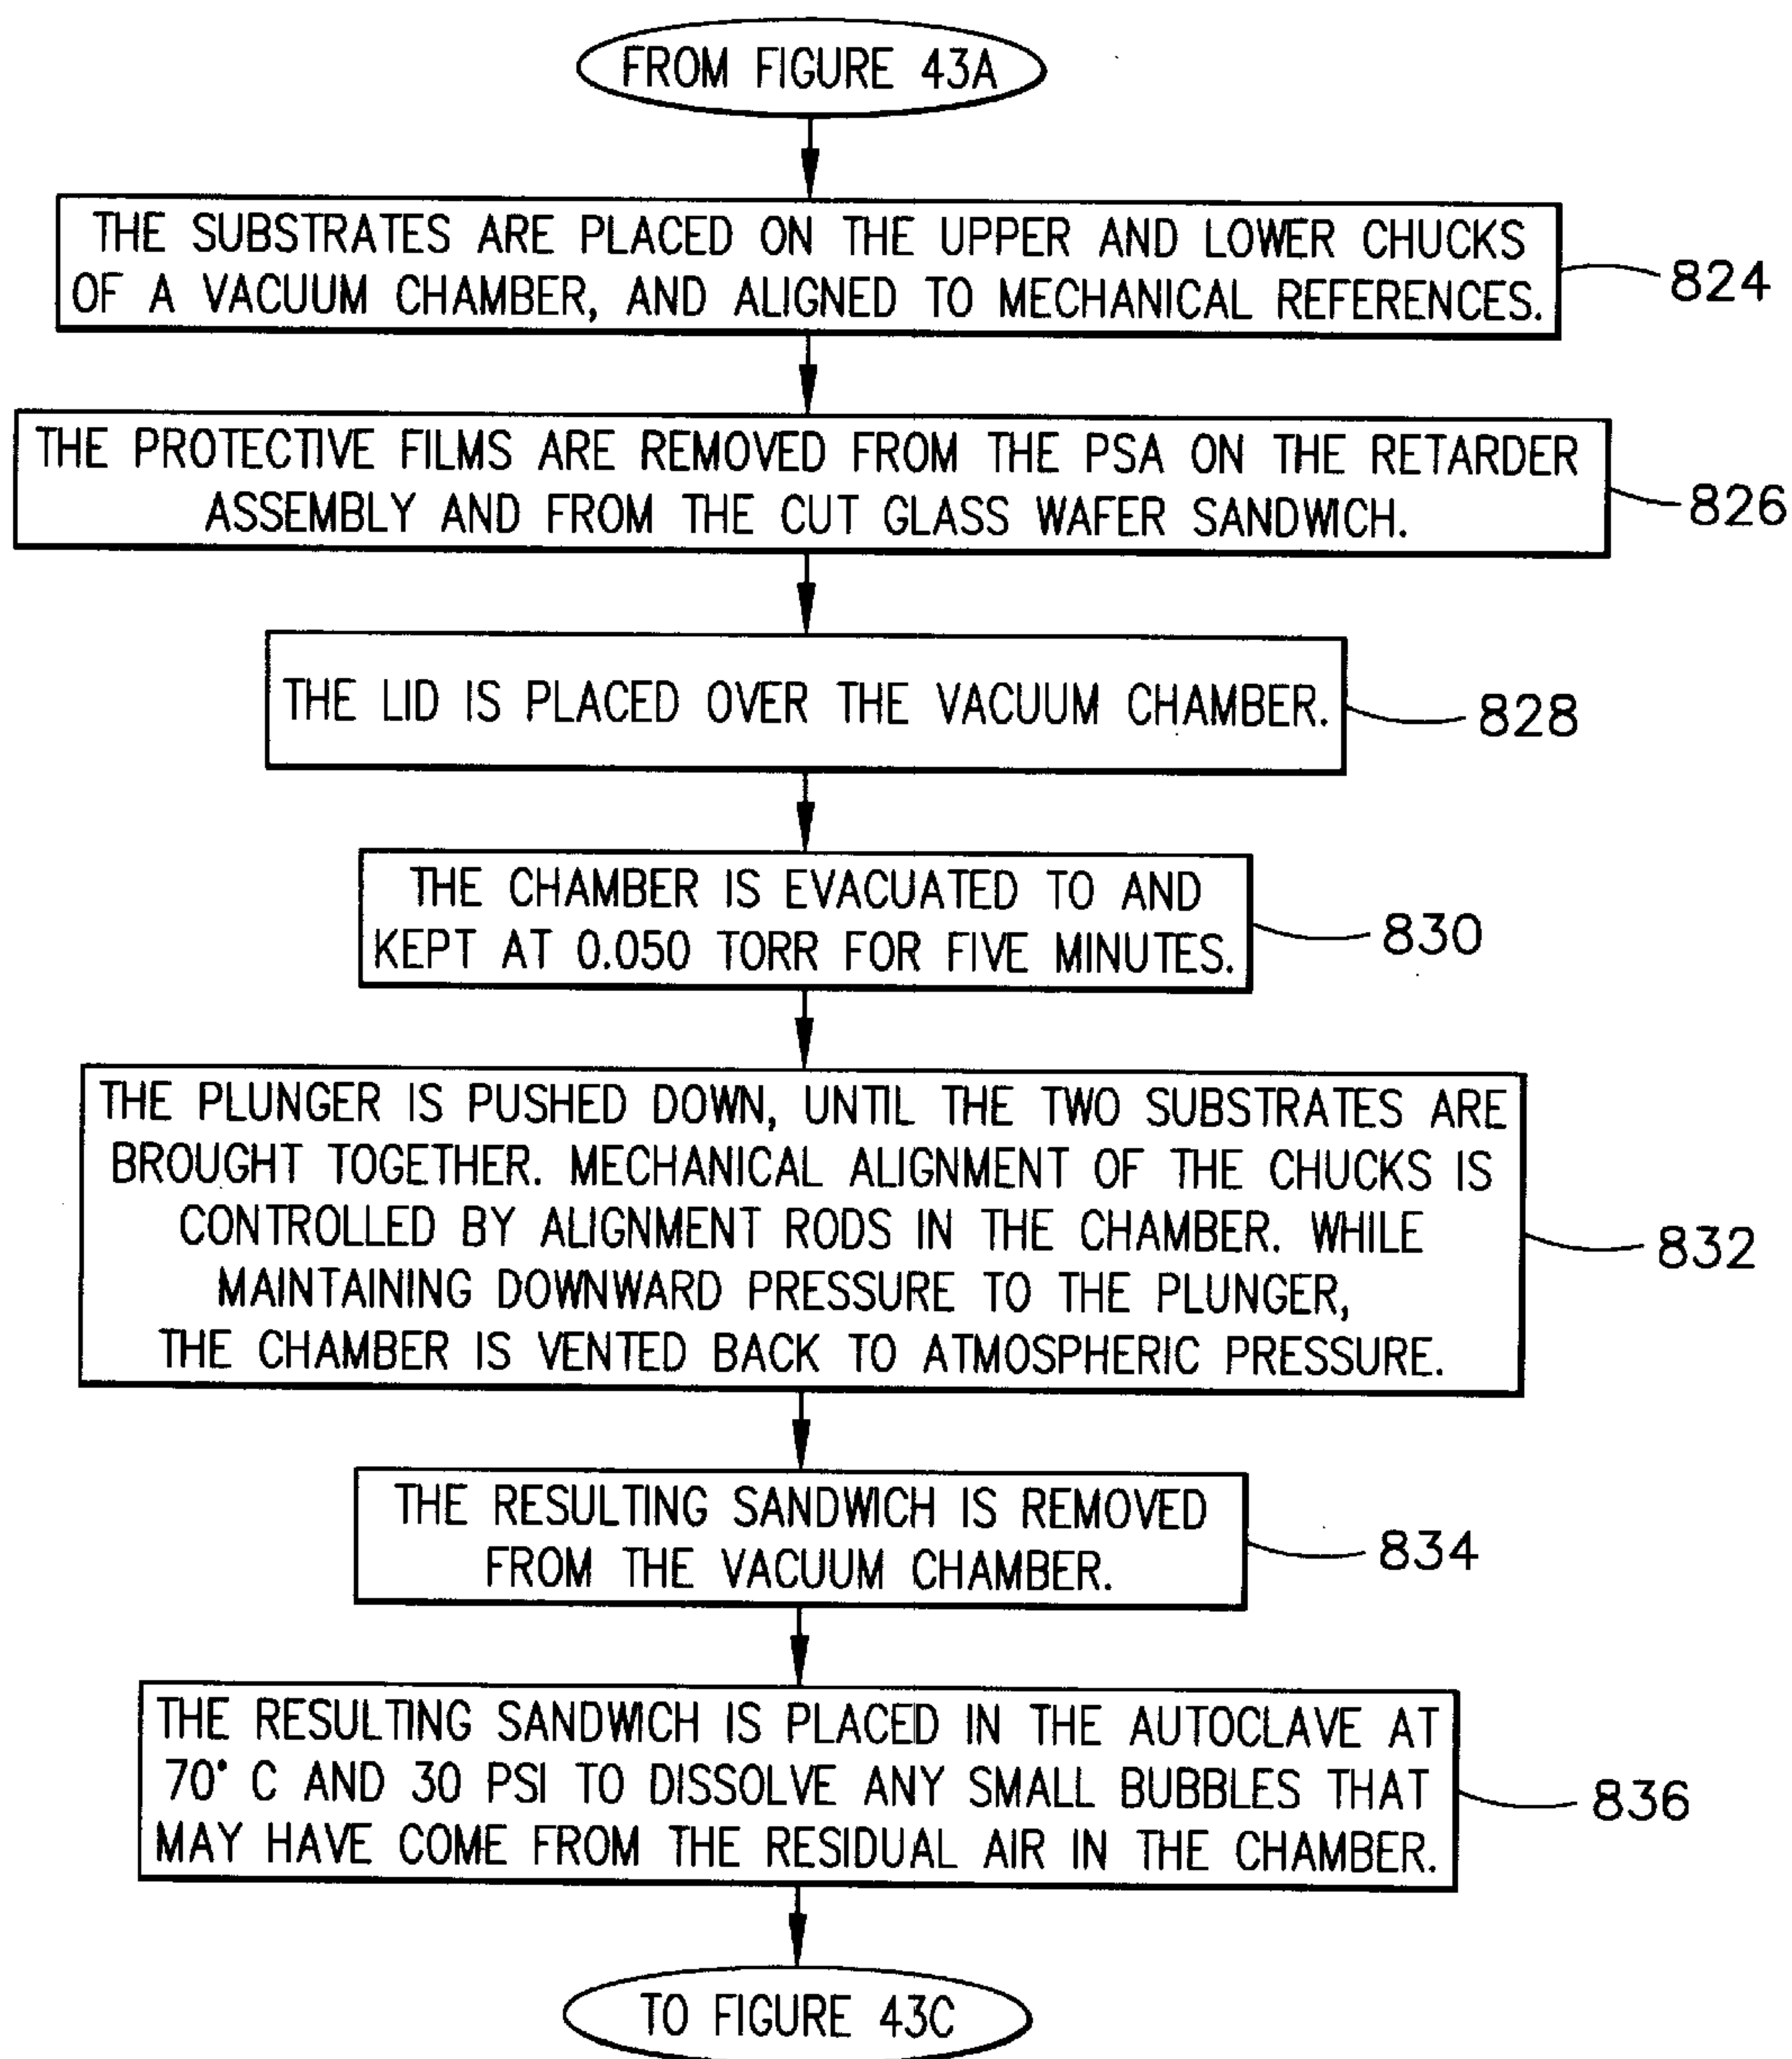 FROM FIGURE 43A
THE SUBSTRATES ARE PLACED ON THE UPPER AND LOWER CHUCKS
OF A VACUUM CHAMBER, AND ALIGNED TO MECHANICAL REFERENCES.
824
THE PROTECTIVE FILMS ARE REMOVED FROM THE PSA ON THE RETARDER
ASSEMBLY AND FROM THE CUT GLASS WAFER SANDWICH.
826
THE LID IS PLACED OVER THE VACUUM CHAMBER.
828
THE CHAMBER IS EVACUATED TO AND
KEPT AT 0.050 TORR FOR FIVE MINUTES.
830
THE PLUNGER IS PUSHED DOWN, UNTIL THE TWO SUBSTRATES ARE
BROUGHT TOGETHER. MECHANICAL ALIGNMENT OF THE CHUCKS IS
CONTROLLED BY ALIGNMENT RODS IN THE CHAMBER. WHILE
MAINTAINING DOWNWARD PRESSURE TO THE PLUNGER,
THE CHAMBER IS VENTED BACK TO ATMOSPHERIC PRESSURE.
832
THE RESULTING SANDWICH IS REMOVED
FROM THE VACUUM CHAMBER.
834
THE RESULTING SANDWICH IS PLACED IN THE AUTOCLAVE AT
70° C AND 30 PSI TO DISSOLVE ANY SMALL BUBBLES THAT
MAY HAVE COME FROM THE RESIDUAL AIR IN THE CHAMBER.
836
TO FIGURE 43C